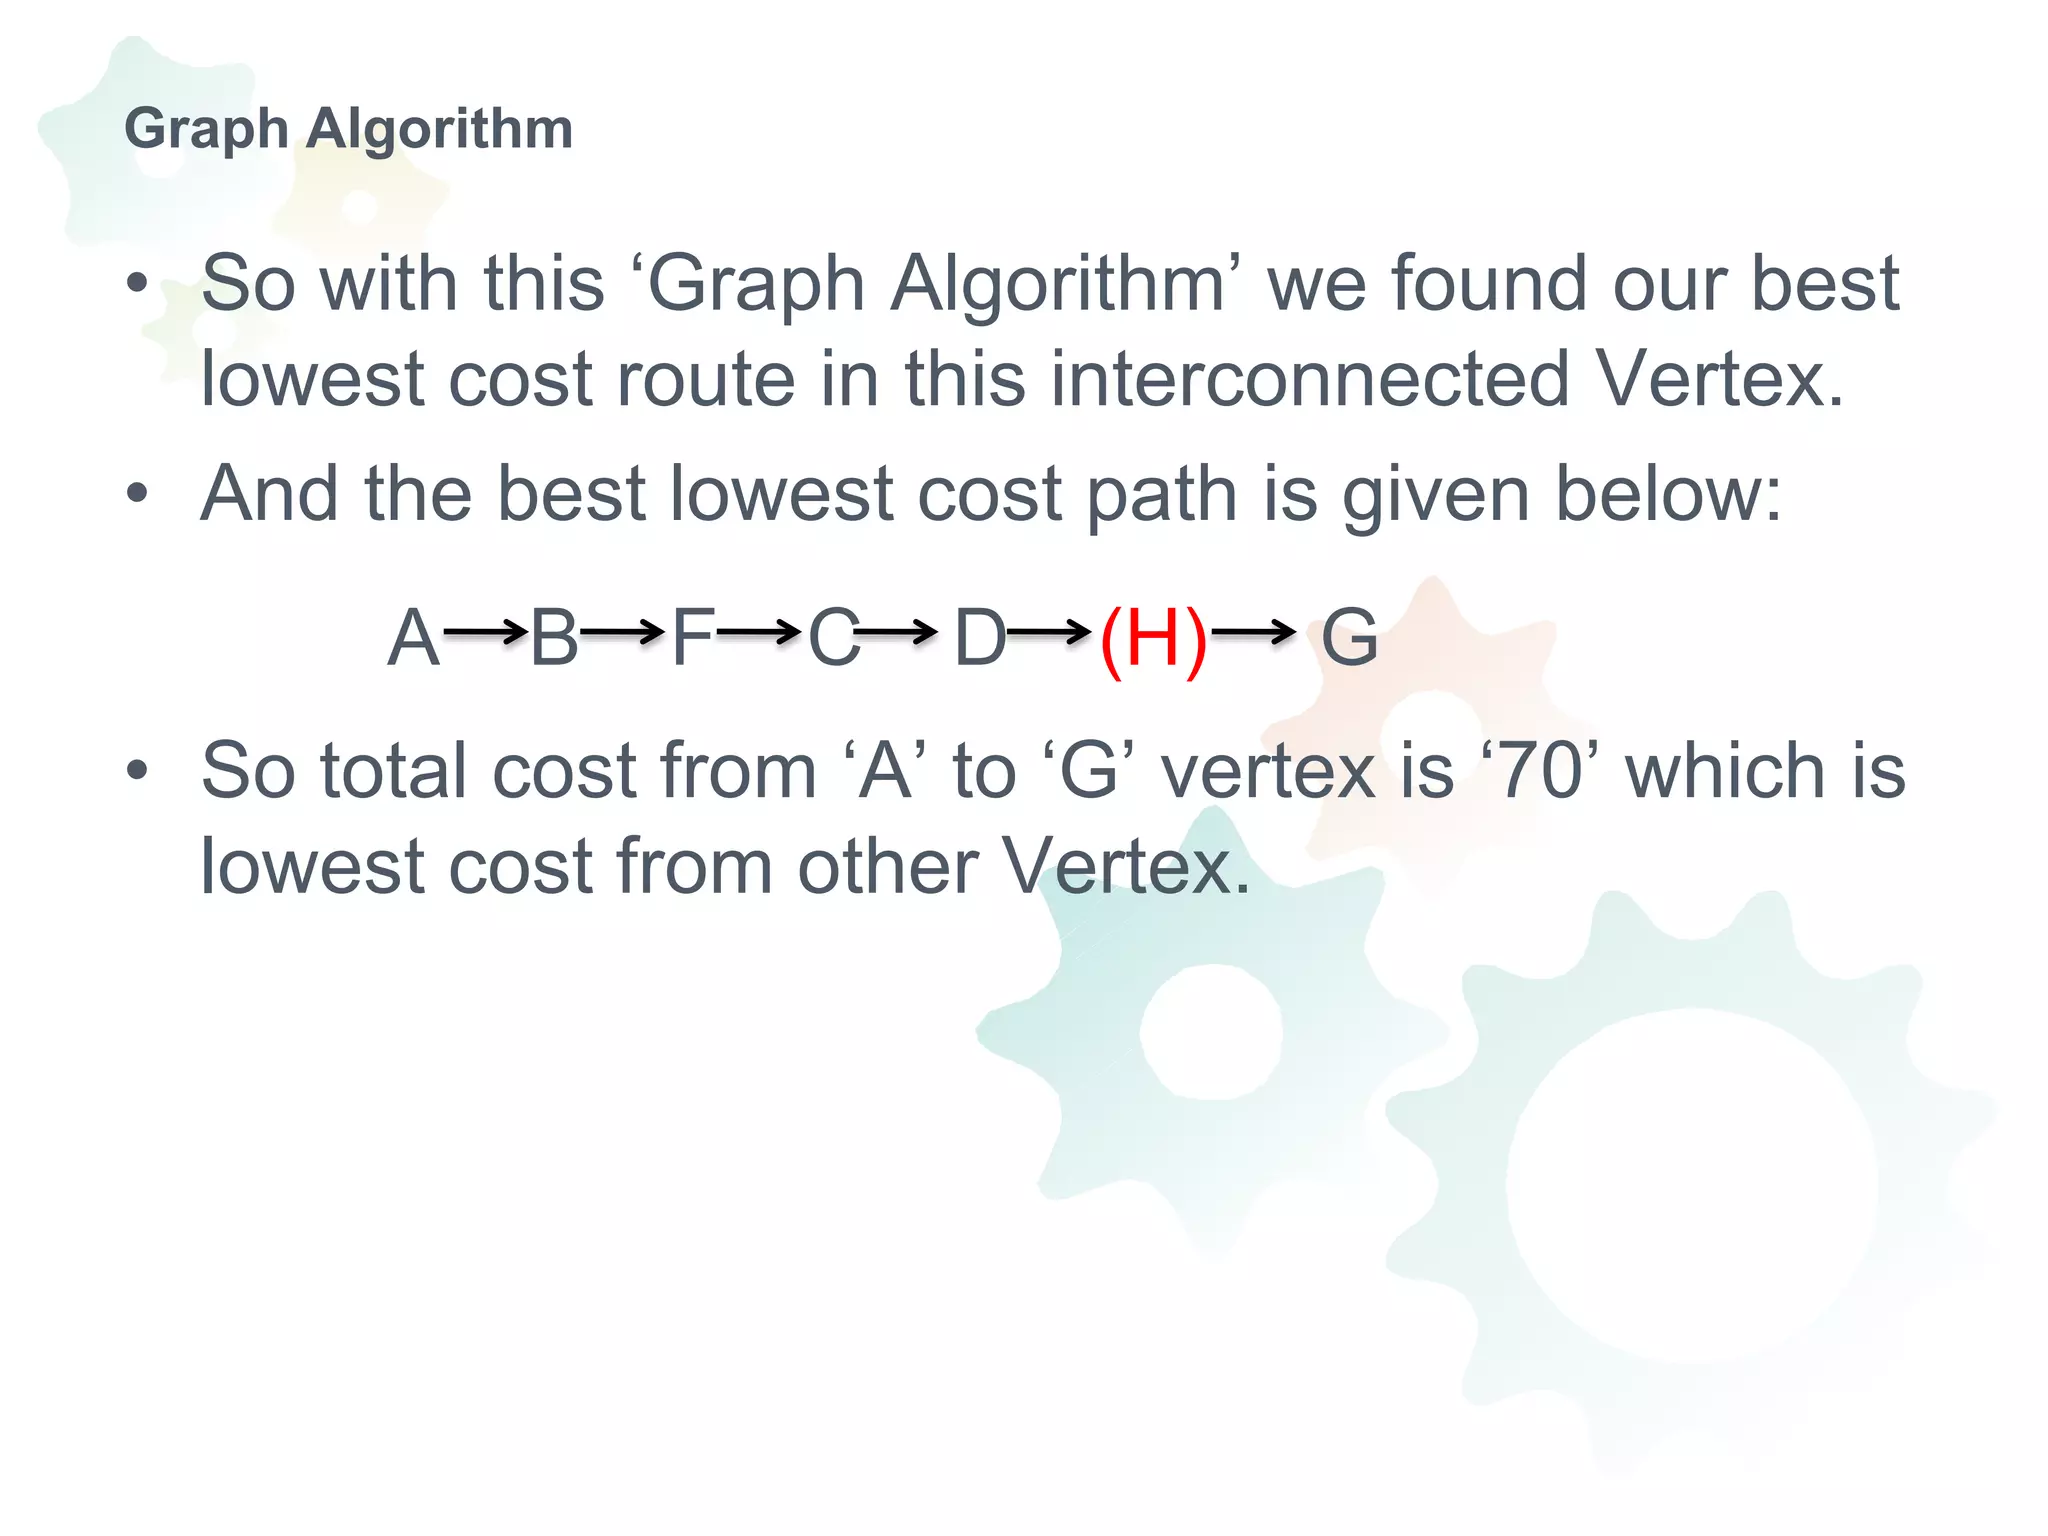 Graph Algorithm
• So with this ‘Graph Algorithm’ we found our best
lowest cost route in this interconnected Vertex.
• And the best lowest cost path is given below:
A → B → F → C → D → (H) → G
• So total cost from ‘A’ to ‘G’ vertex is ‘70’ which is
lowest cost from other Vertex.